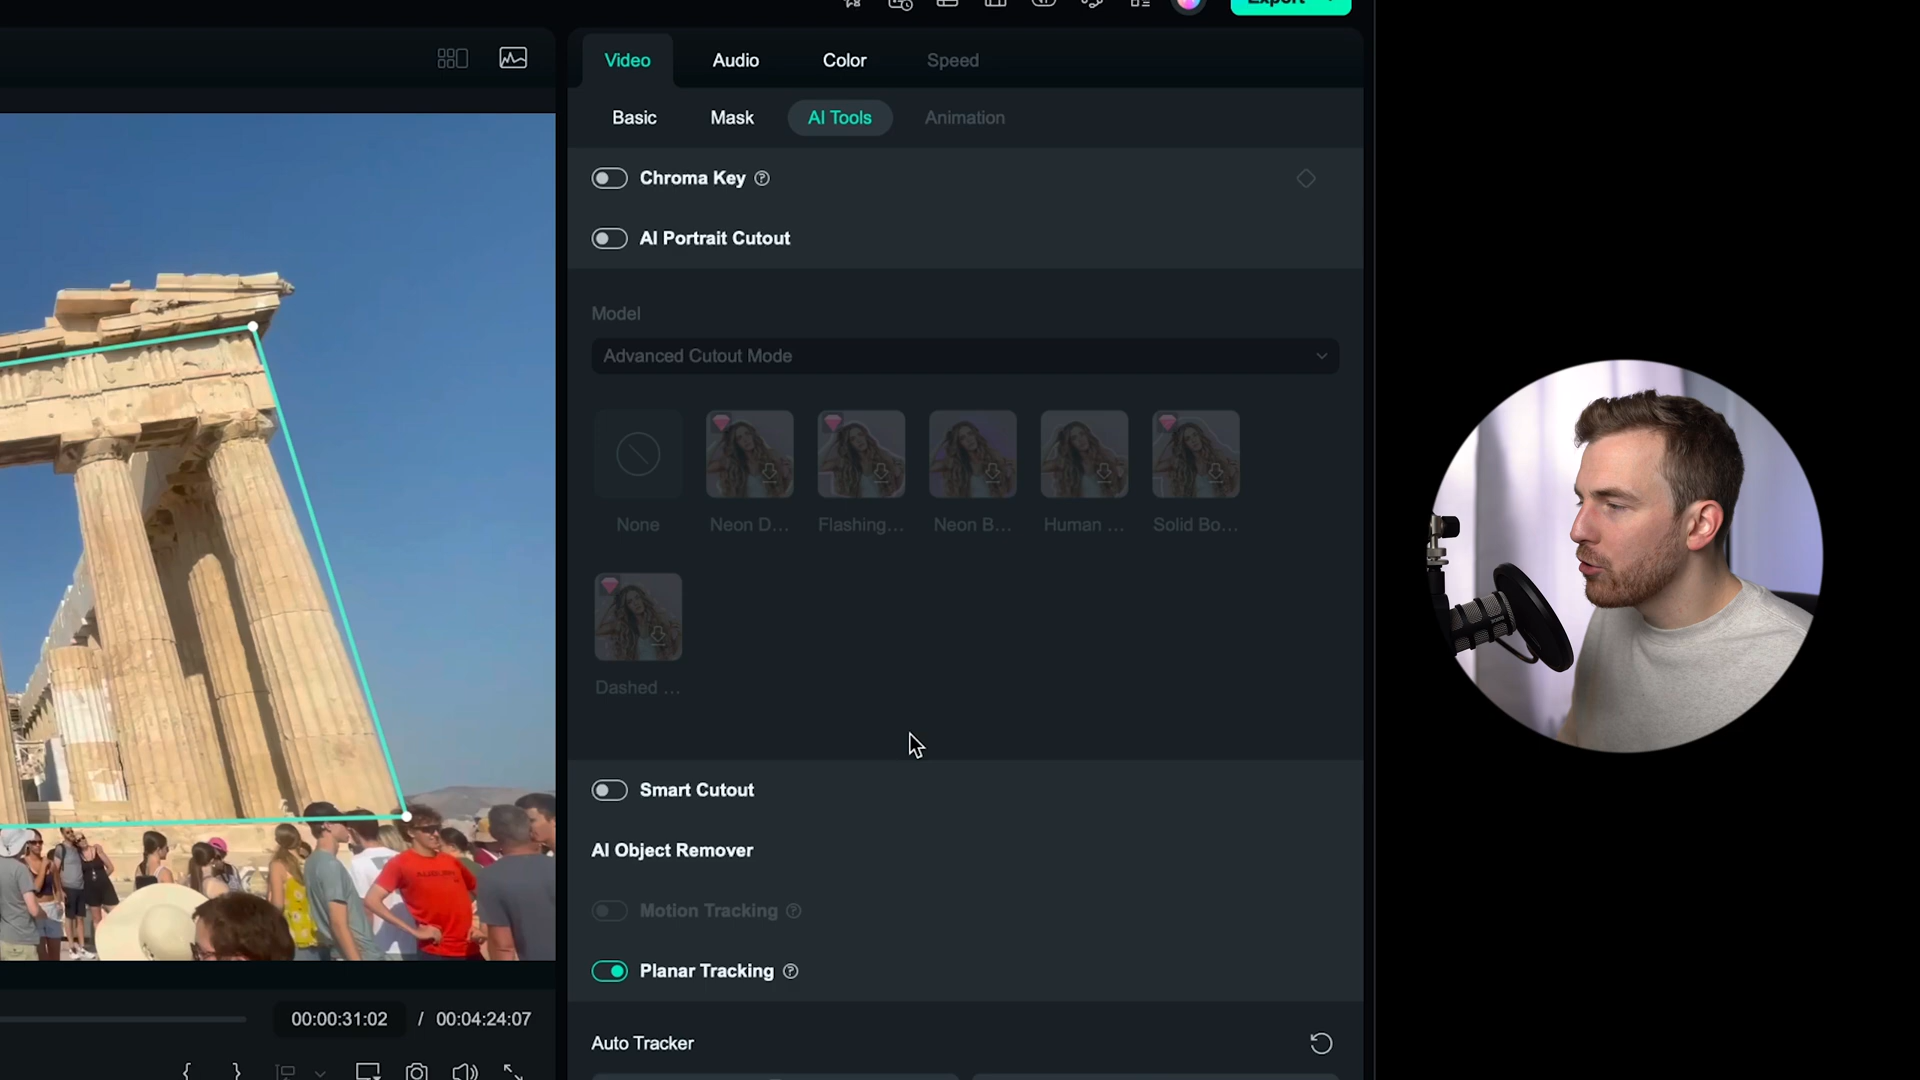 Export
Video Audio Color Speed
Basic Mask AI Tools Animation
Chroma Key
AI Portrait Cutout
Model
Advanced Cutout Mode
None Neon D... Flashing... Neon B... Human ... Solid Bo...
Dashed ...
Smart Cutout
AI Object Remover
Motion Tracking
Planar Tracking
00:00:31:02 / 00:04:24:07
Auto Tracker